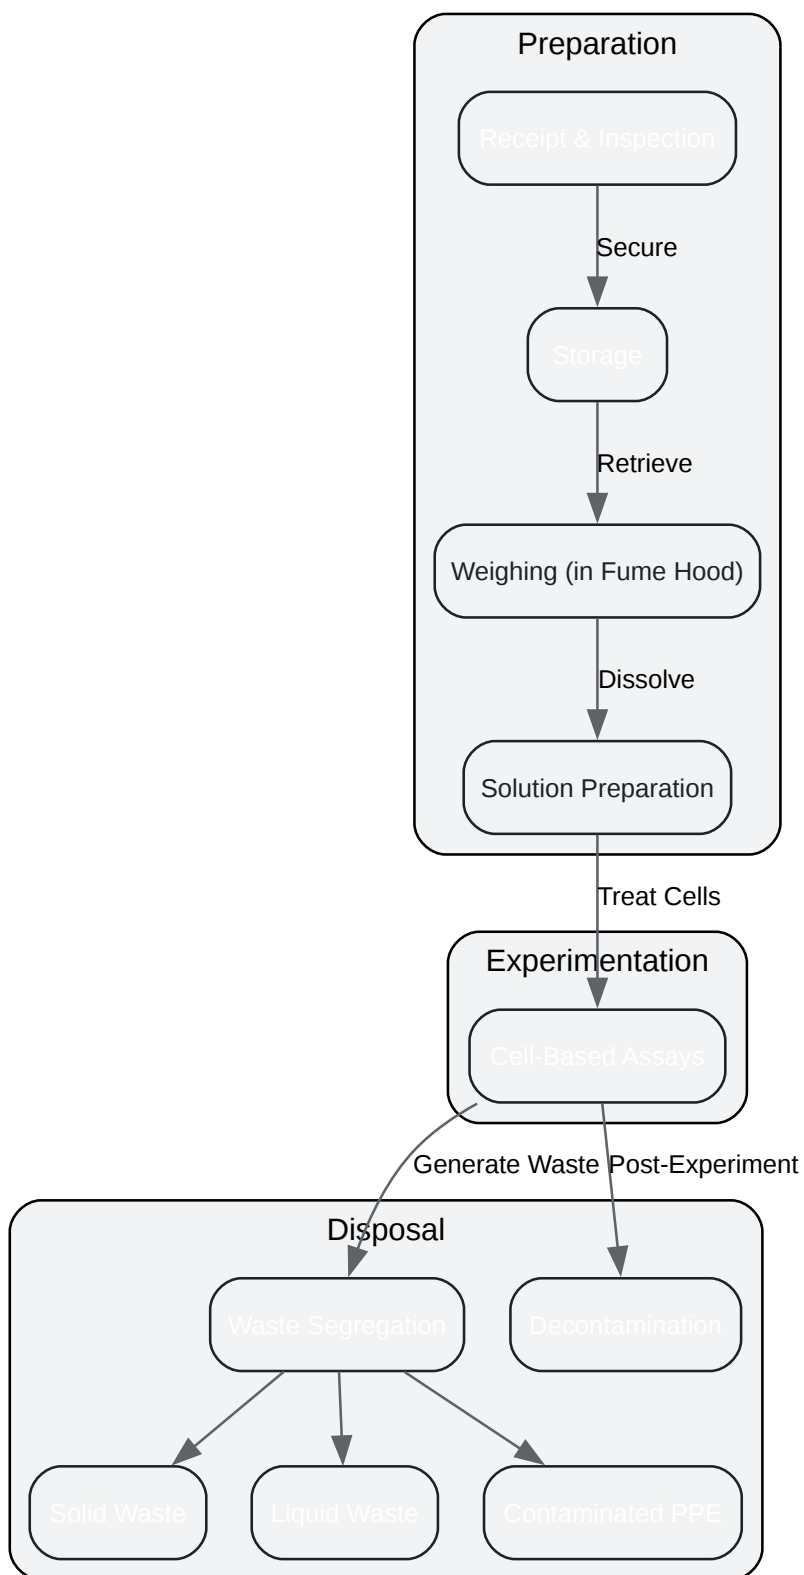 Preparation
Receipt & Inspection
Secure
Storage
Retrieve
Weighing (in Fume Hood)
Dissolve
Solution Preparation
Treat Cells
Experimentation
Cell-Based Assays
Generate Waste
Post-Experiment
Disposal
Waste Segregation
Decontamination
Solid Waste
Liquid Waste
Contaminated PPE